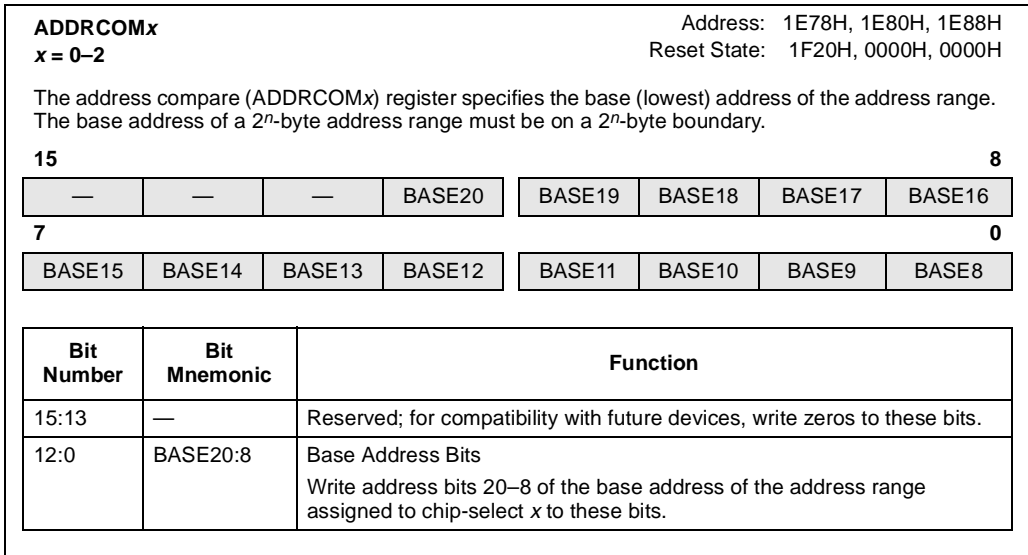 ADDRCOMx Address: 1E78H, 1E80H, 1E88H
x = 0–2 Reset State: 1F20H, 0000H, 0000H
The address compare (ADDRCOMx) register specifies the base (lowest) address of the address range.
The base address of a 2n-byte address range must be on a 2n-byte boundary.
15 8
— — — BASE20 BASE19 BASE18 BASE17 BASE16
7 0
BASE15 BASE14 BASE13 BASE12 BASE11 BASE10 BASE9 BASE8
Bit Number Bit Mnemonic Function
15:13 — Reserved; for compatibility with future devices, write zeros to these bits.
12:0 BASE20:8 Base Address Bits
Write address bits 20–8 of the base address of the address range
assigned to chip-select x to these bits.